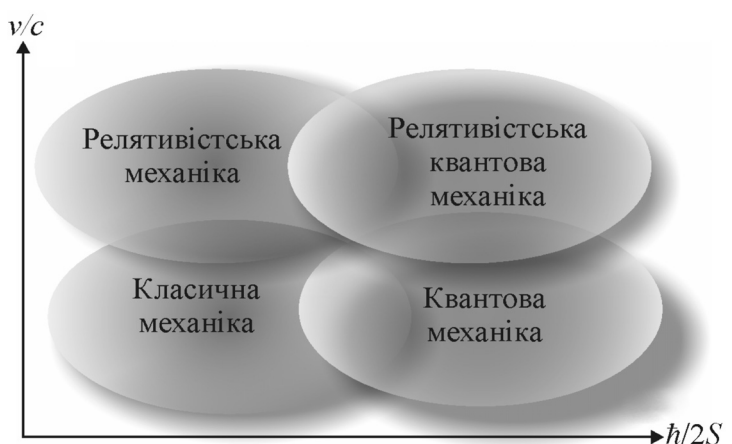 v/c
Релятивістська
механіка
Релятивістська
квантова
механіка
Класична
механіка
Квантова
механіка
ħ/2S